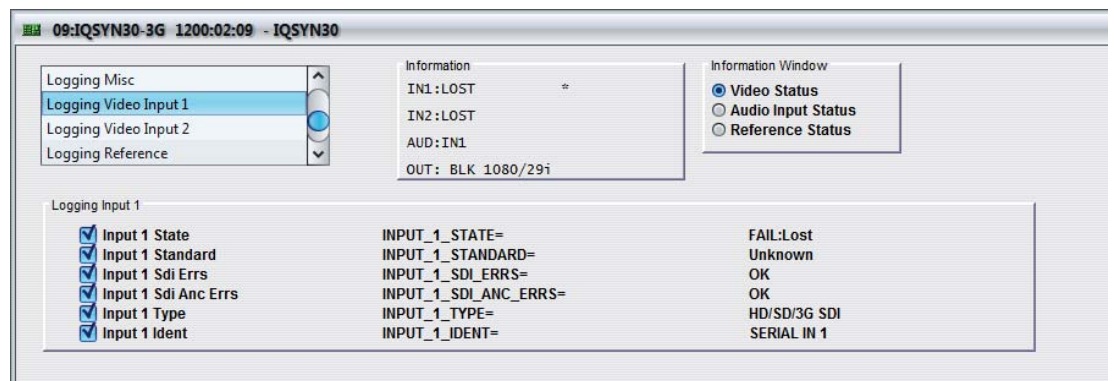 09:IQSYN30-3G 1200:02:09 - IQSYN30
Logging Misc
Logging Video Input 1
Logging Video Input 2
Logging Reference
Information
IN1:LOST *
IN2:LOST
AUD:IN1
OUT: BLK 1080/29i
Information Window
Video Status
Audio Input Status
Reference Status
Logging Input 1
Input 1 State INPUT_1_STATE= FAIL:Lost
Input 1 Standard INPUT_1_STANDARD= Unknown
Input 1 Sdi Errs INPUT_1_SDI_ERRS= OK
Input 1 Sdi Anc Errs INPUT_1_SDI_ANC_ERRS= OK
Input 1 Type INPUT_1_TYPE= HD/SD/3G SDI
Input 1 Ident INPUT_1_IDENT= SERIAL IN 1